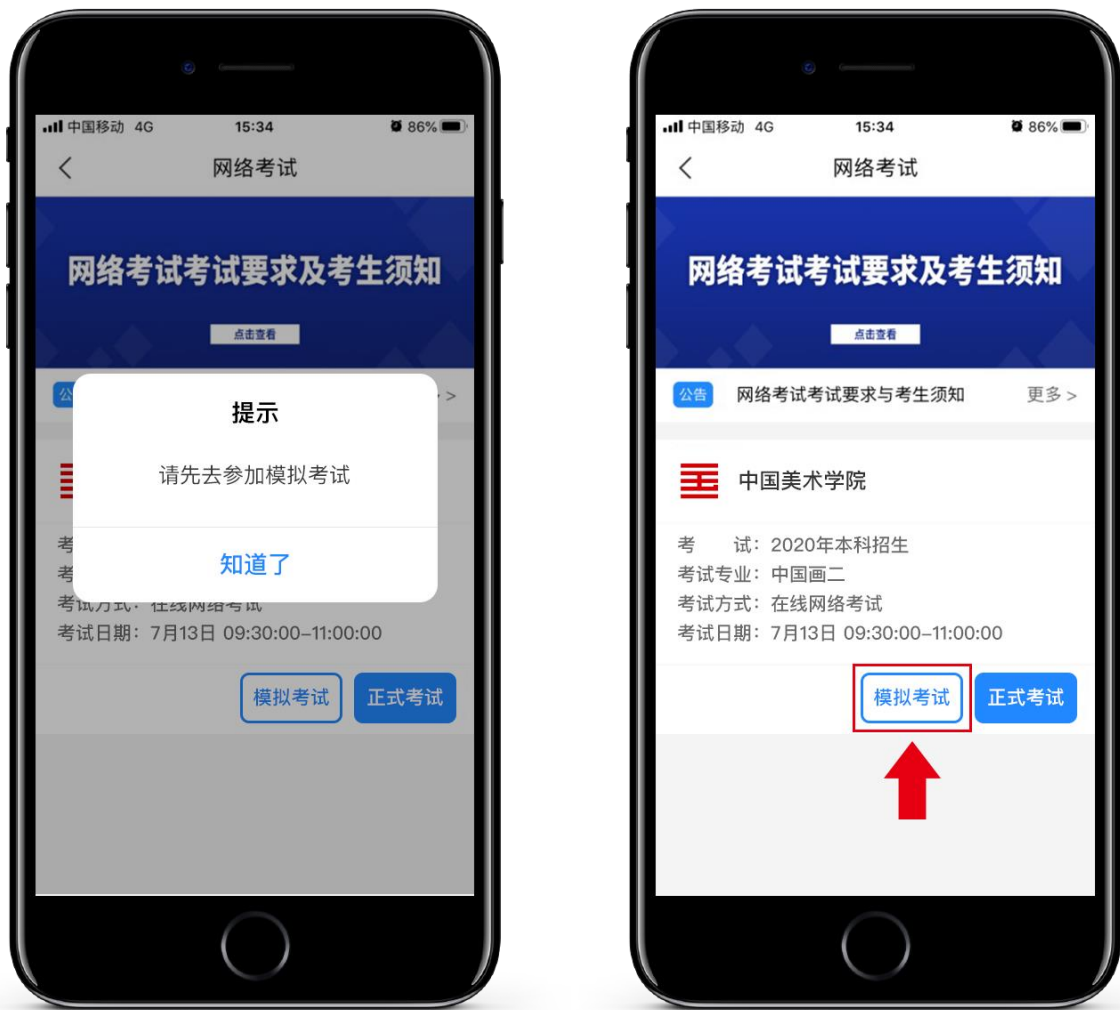 中国移动 4G 15:34 86%
网络考试
网络考试考试要求及考生须知
点击查看
公
>
提示
请先去参加模拟考试
知道了
考
考
考试方式：在线网络考试
考试日期：7月13日 09:30:00–11:00:00
模拟考试 正式考试
中国移动 4G 15:34 86%
网络考试
网络考试考试要求及考生须知
点击查看
公告 网络考试考试要求与考生须知 更多 >
中国美术学院
考 试：2020年本科招生
考试专业：中国画二
考试方式：在线网络考试
考试日期：7月13日 09:30:00–11:00:00
模拟考试 正式考试